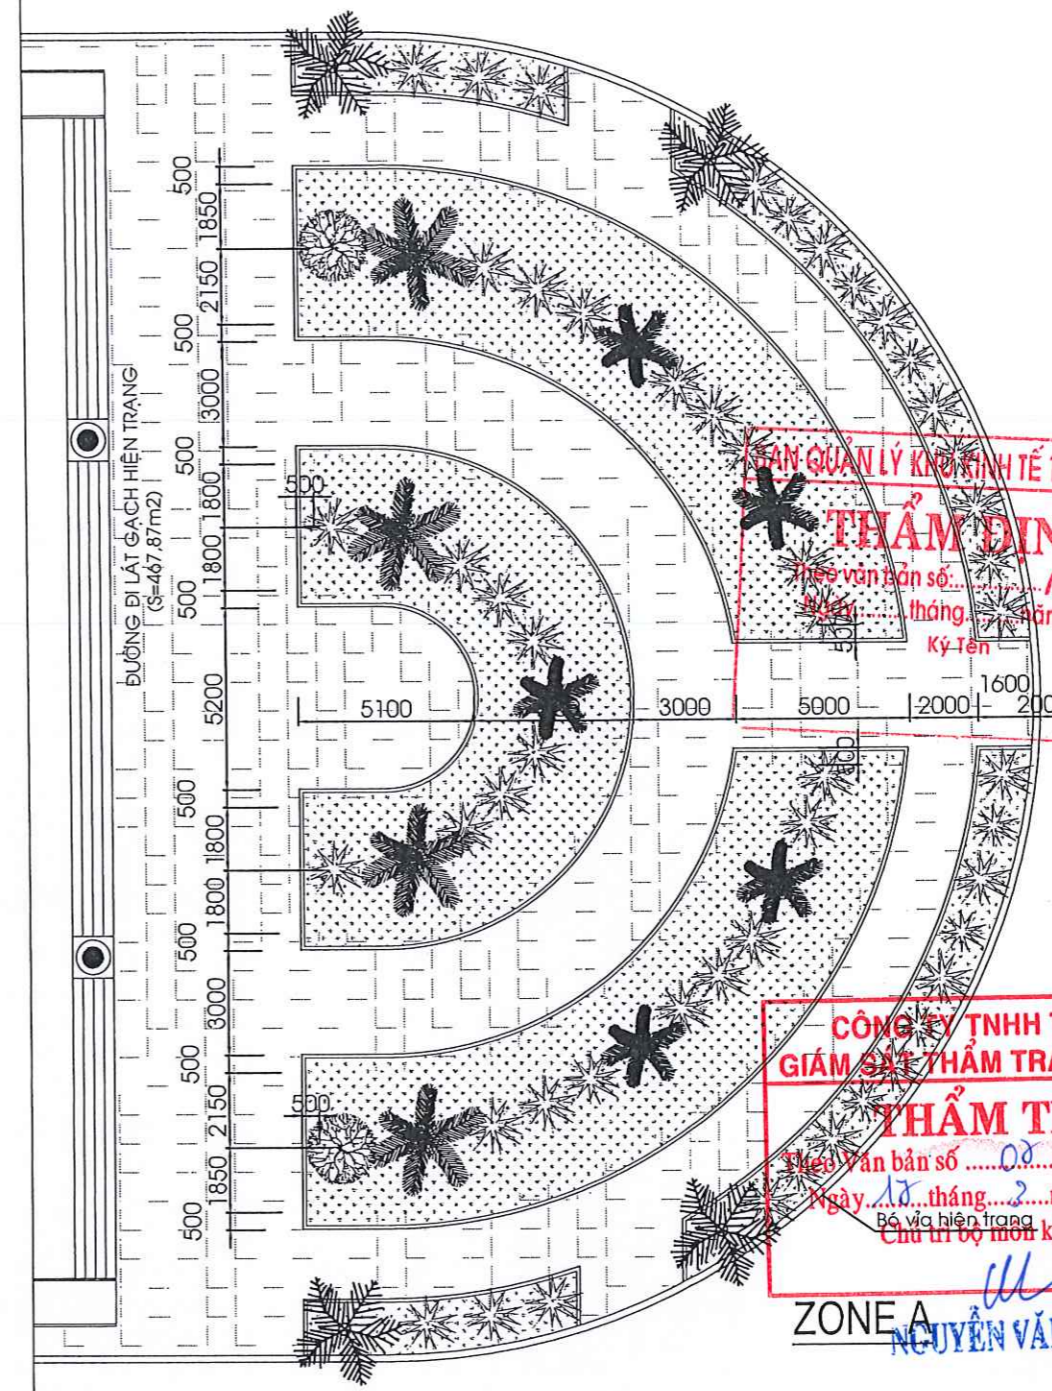 500
1850
2150
500
3000
500
1800
1800
500
5200
500
1800
1800
500
3000
500
2150
1850
500
ĐƯỜNG ĐI LÁT GẠCH HIỆN TRẠNG
(S=467,87m2)
500
500
5100
3000
5000
2000
1600
BAN QUẢN LÝ KHU KINH TẾ
THẨM ĐỊN
Theo văn bản số:
Ngày.........tháng.........năm
Ký Tên
CÔNG TY TNHH
GIÁM SÁT THẨM TRA
THẨM T
Theo Văn bản số
Ngày tháng 3
Bó vỉa hiện trạng
Chủ trì bộ môn k
ZONE A
NGUYỄN VĂ